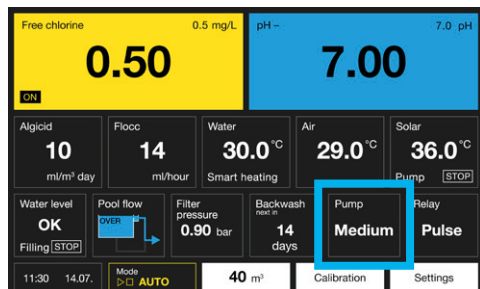 Free chlorine 0.5 mg/L
0.50
ON
pH – 7.0 pH
7.00
Algicid
10
ml/m³ day
Flocc
14
ml/hour
Water
30.0°C
Smart heating
Air
29.0°C
Solar
36.0°C
Pump STOP
Water level
OK
Filling STOP
Pool flow
OVER
Filter
pressure
0.90 bar
Backwash
next in
14
days
Pump
Medium
Relay
Pulse
11:30 14.07.
Mode
AUTO
40 m³
Calibration
Settings